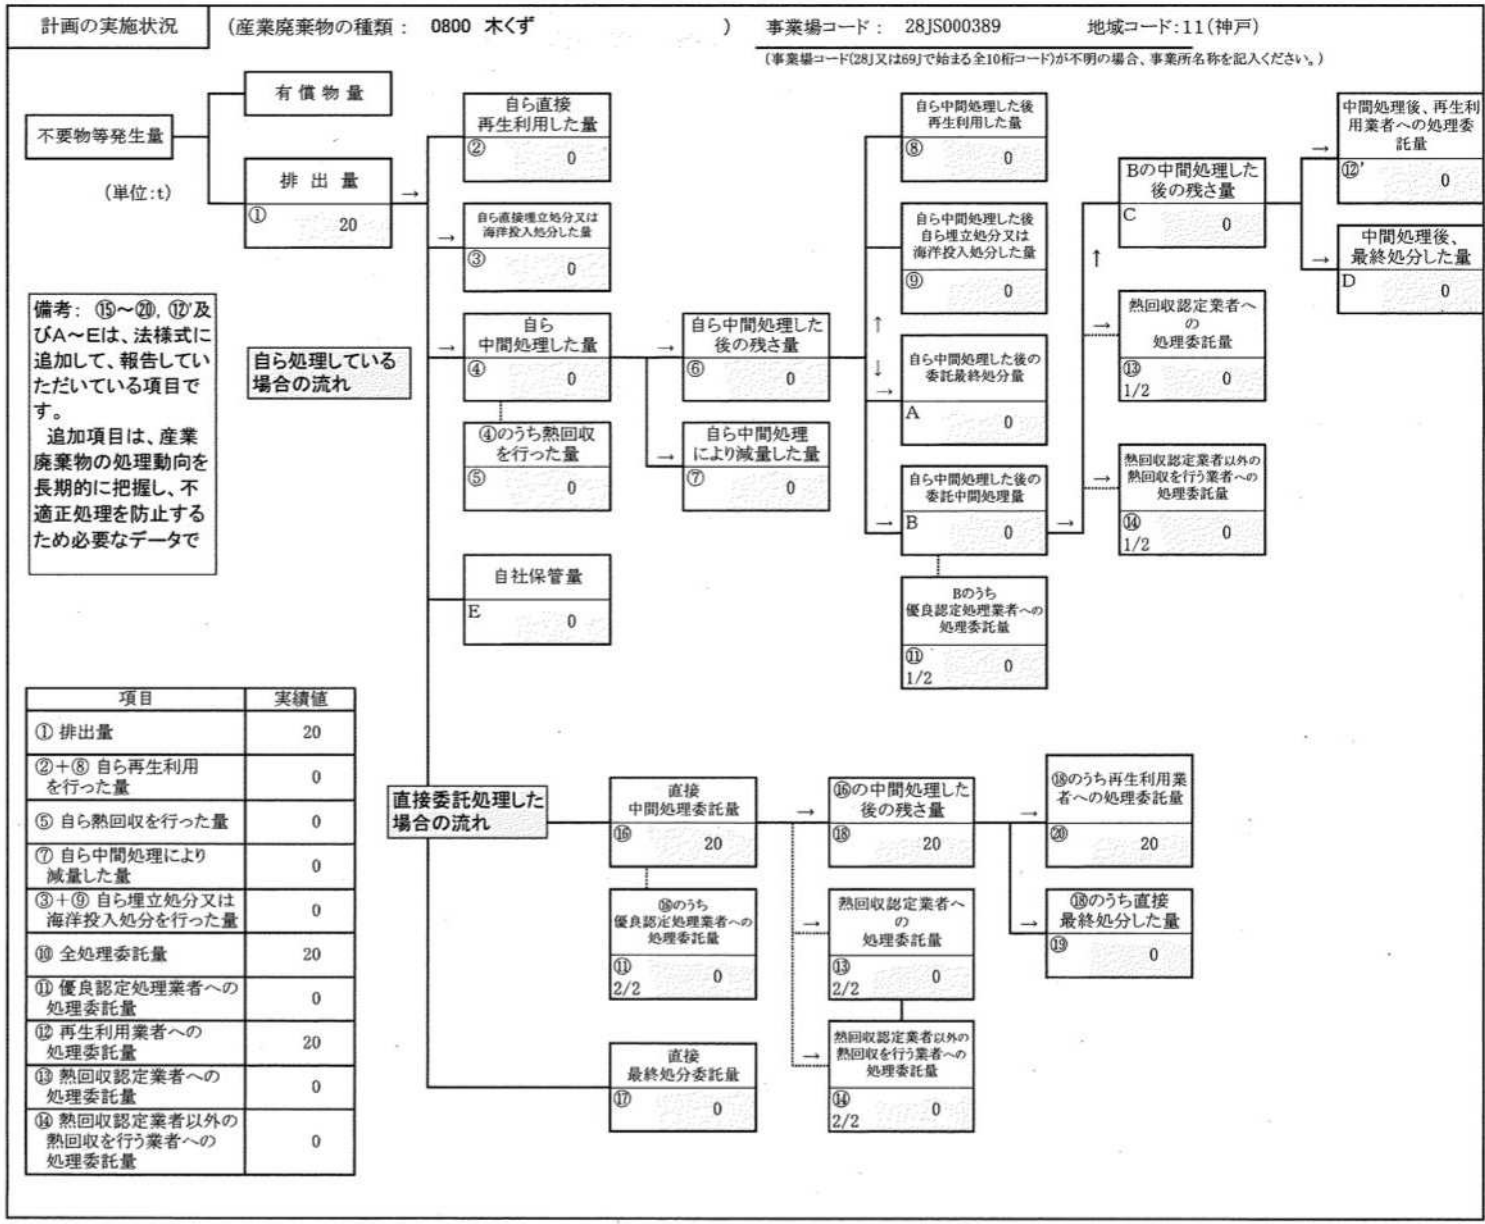 計画の実施状況
(産業廃棄物の種類： 0800 木くず )
事業場コード： 28JS000389
地域コード：11(神戸)
(事業場コード(28J又は69Jで始まる全10桁コード)が不明の場合、事業所名称を記入ください。)
不要物等発生量
(単位:t)
有償物量
排出量
①
20
→
備考： ⑮～⑳, ⑫'及
びA～Eは、法様式に
追加して、報告してい
ただいている項目で
す。
追加項目は、産業
廃棄物の処理動向を
長期的に把握し、不
適正処理を防止する
ため必要なデータで
自ら処理している
場合の流れ
自ら直接
再生利用した量
②
0
→
自ら直接埋立処分又は
海洋投入処分した量
③
0
→
自ら
中間処理した量
④
0
④のうち熱回収
を行った量
⑤
0
自社保管量
E
0
→
自ら中間処理した
後の残さ量
⑥
0
→
自ら中間処理
により減量した量
⑦
0
自ら中間処理した後
再生利用した量
⑧
0
自ら中間処理した後
自ら埋立処分又は
海洋投入処分した量
⑨
0
↑
↓
→
自ら中間処理した後の
委託最終処分量
A
0
→
自ら中間処理した後の
委託中間処理量
B
0
→
Bのうち
優良認定処理業者への
処理委託量
⑪
1/2
0
Bの中間処理した
後の残さ量
C
0
↑
→
熱回収認定業者へ
の
処理委託量
⑬
1/2
0
→
熱回収認定業者以外の
熱回収を行う業者への
処理委託量
⑭
1/2
0
→
中間処理後、再生利
用業者への処理委
託量
⑫'
0
→
中間処理後、
最終処分した量
D
0
項目 実績値
① 排出量 20
②＋⑧ 自ら再生利用
を行った量
0
⑤ 自ら熱回収を行った量 0
⑦ 自ら中間処理により
減量した量
0
③＋⑨ 自ら埋立処分又は
海洋投入処分を行った量
0
⑩ 全処理委託量 20
⑪ 優良認定処理業者への
処理委託量
0
⑫ 再生利用業者への
処理委託量
20
⑬ 熱回収認定業者への
処理委託量
0
⑭ 熱回収認定業者以外の
熱回収を行う業者への
処理委託量
0
直接委託処理した
場合の流れ
直接
中間処理委託量
⑯
20
⑯のうち
優良認定処理業者への
処理委託量
⑪
2/2
0
直接
最終処分委託量
⑰
0
→
⑯の中間処理した
後の残さ量
⑱
20
→
熱回収認定業者へ
の
処理委託量
⑬
2/2
0
→
熱回収認定業者以外の
熱回収を行う業者への
処理委託量
⑭
2/2
0
→
⑱のうち再生利用業
者への処理委託量
⑳
20
→
⑱のうち直接
最終処分した量
⑲
0